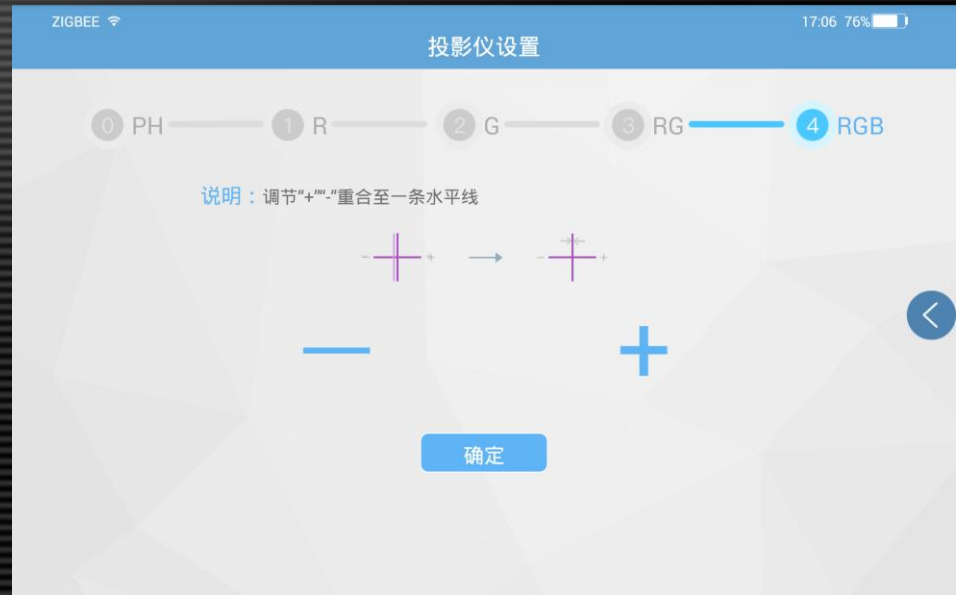 ZIGBEE 17:06 76%
投影仪设置
0 PH 1 R 2 G 3 RG 4 RGB
说明：调节“+”“-”重合至一条水平线
- + - +
确定